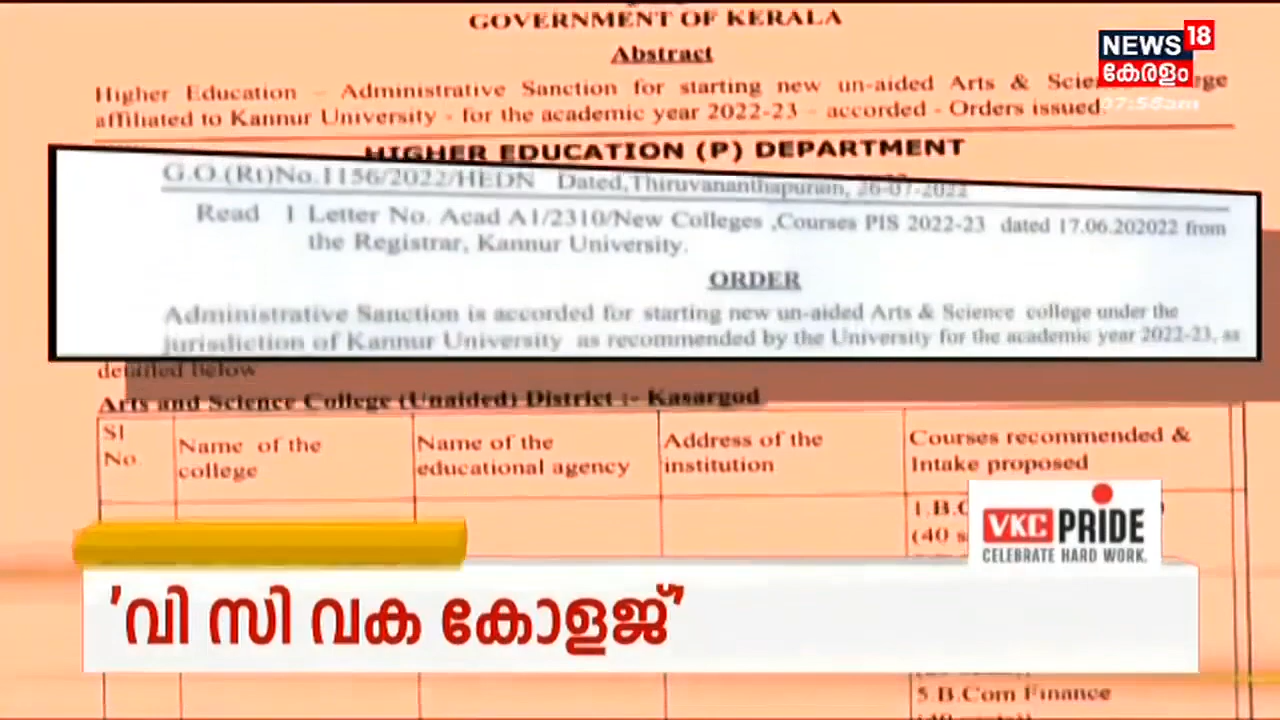 GOVERNMENT OF KERALA
Abstract
Higher Education - Administrative Sanction for starting new un-aided Arts & Science College
affiliated to Kannur University - for the academic year 2022-23 - accorded - Orders issued.
HIGHER EDUCATION (P) DEPARTMENT
G.O.(Rt)No.1156/2022/HEDN Dated,Thiruvananthapuram, 26-07-2022
Read 1 Letter No. Acad A1/2310/New Colleges ,Courses PIS 2022-23 dated 17.06.202022 from
the Registrar, Kannur University.
ORDER
Administrative Sanction is accorded for starting new un-aided Arts & Science college under the
jurisdiction of Kannur University as recommended by the University for the academic year 2022-23, as
detailed below
Arts and Science College (Unaided) District :- Kasargod
Sl
No
Name of the
college
Name of the
educational agency
Address of the
institution
Courses recommended &
Intake proposed
1.B.C
(40 s
5.B.Com Finance
NEWS 18
കേരളം
07:58am
VKC PRIDE
CELEBRATE HARD WORK.
'വി സി വക കോളജ്'